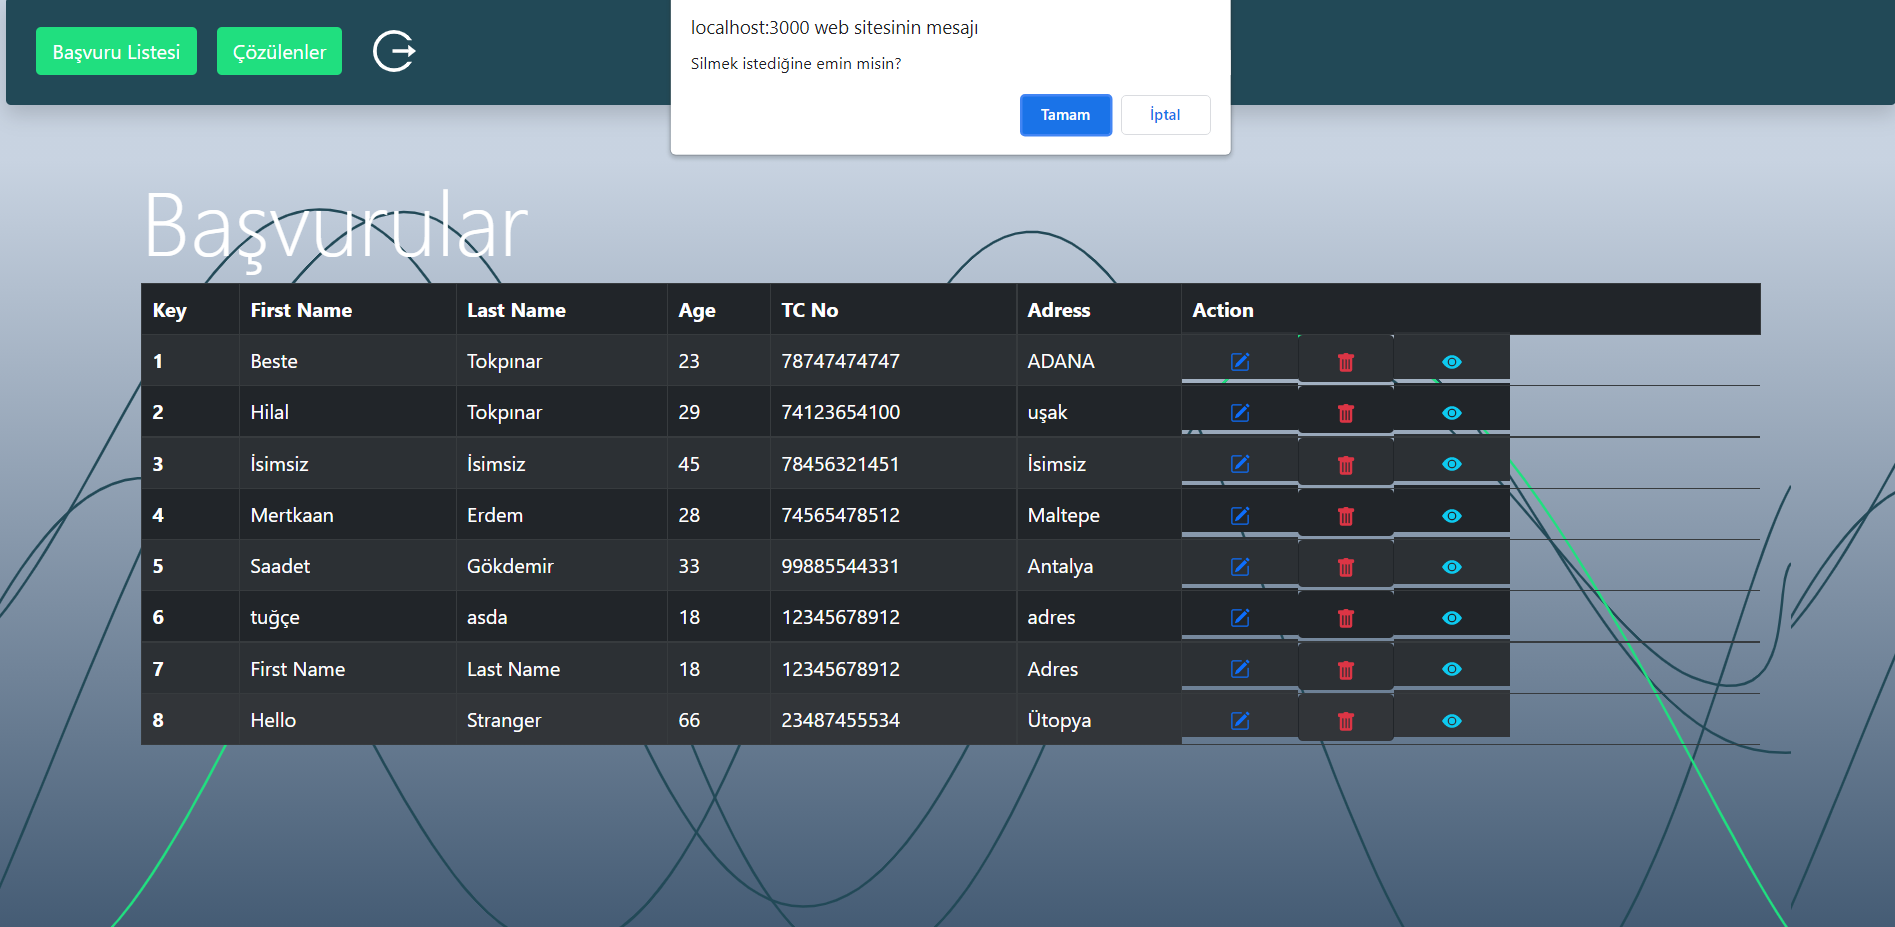 Başvuru Listesi Çözülenler
localhost:3000 web sitesinin mesajı
Silmek istediğine emin misin?
Tamam İptal
Başvurular
Key First Name Last Name Age TC No Adress Action
1 Beste Tokpınar 23 78747474747 ADANA
2 Hilal Tokpınar 29 74123654100 uşak
3 İsimsiz İsimsiz 45 78456321451 İsimsiz
4 Mertkaan Erdem 28 74565478512 Maltepe
5 Saadet Gökdemir 33 99885544331 Antalya
6 tuğçe asda 18 12345678912 adres
7 First Name Last Name 18 12345678912 Adres
8 Hello Stranger 66 23487455534 Ütopya